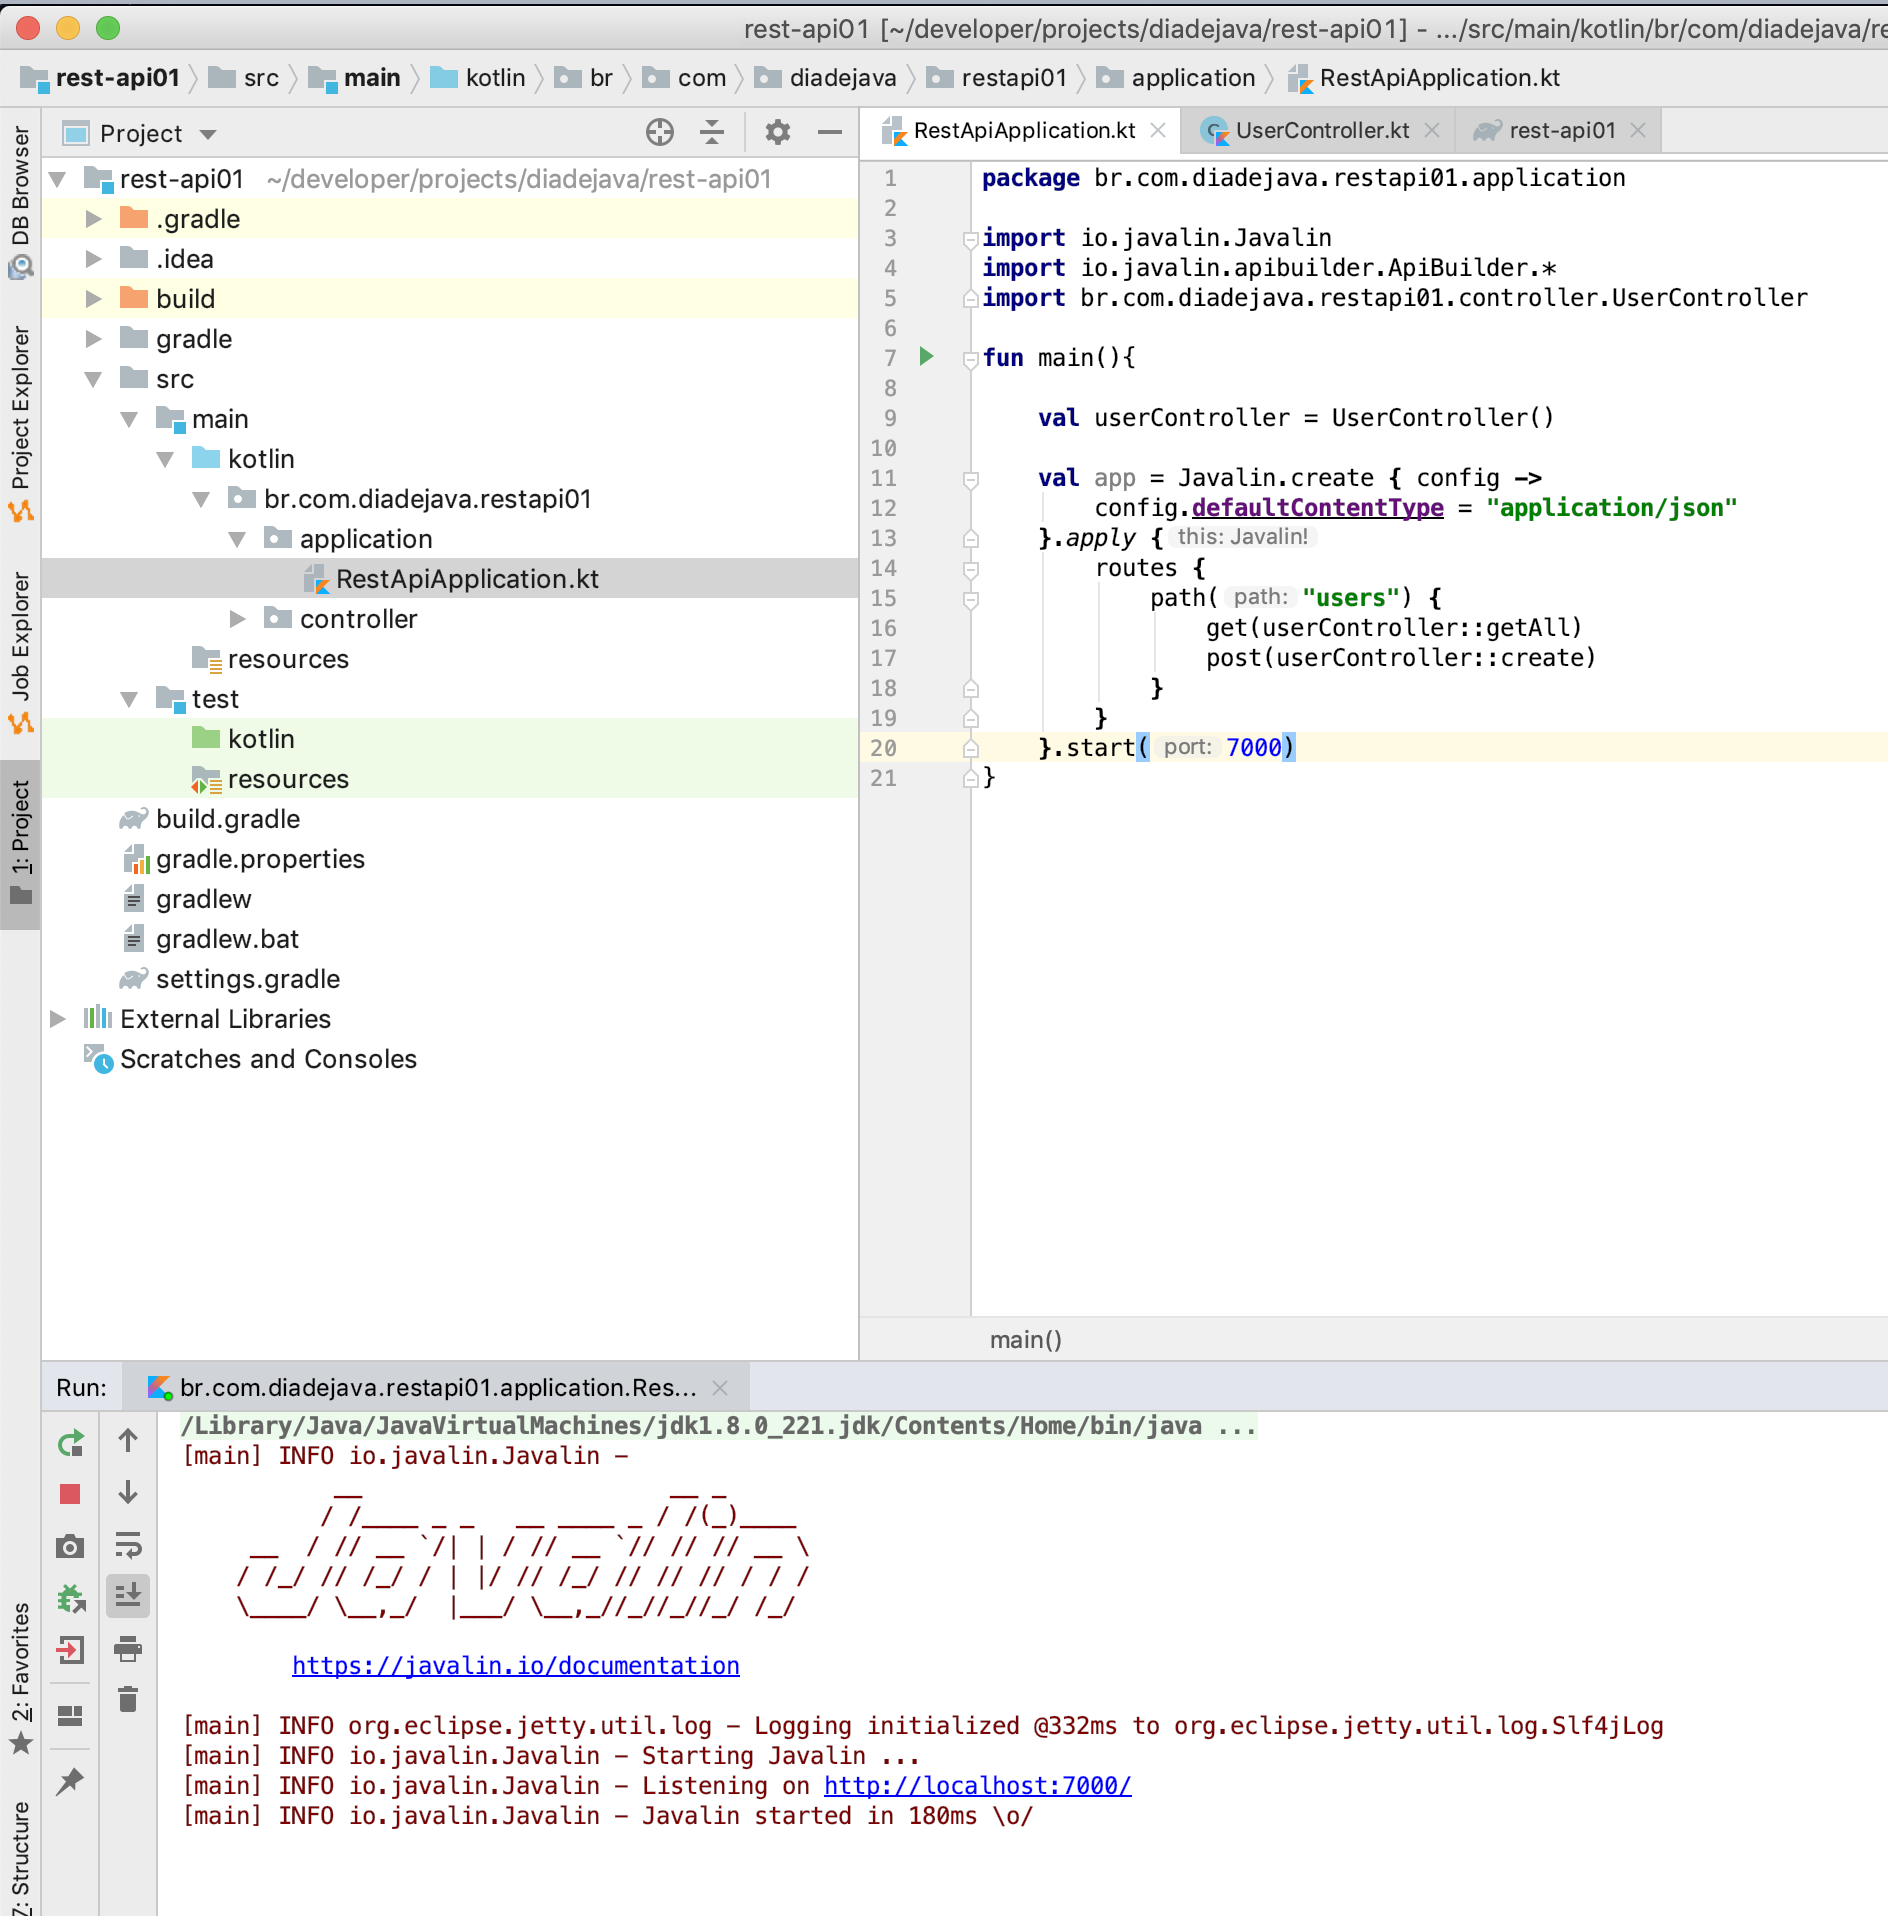 rest-api01 [~/developer/projects/diadejava/rest-api01] - .../src/main/kotlin/br/com/diadejava/re
rest-api01 src main kotlin br com diadejava restapi01 application RestApiApplication.kt
DB Browser
Project Explorer
Job Explorer
1: Project
2: Favorites
7: Structure
Project
rest-api01 ~/developer/projects/diadejava/rest-api01
.gradle
.idea
build
gradle
src
main
kotlin
br.com.diadejava.restapi01
application
RestApiApplication.kt
controller
resources
test
kotlin
resources
build.gradle
gradle.properties
gradlew
gradlew.bat
settings.gradle
External Libraries
Scratches and Consoles
RestApiApplication.kt UserController.kt rest-api01
1 package br.com.diadejava.restapi01.application
2
3 import io.javalin.Javalin
4 import io.javalin.apibuilder.ApiBuilder.*
5 import br.com.diadejava.restapi01.controller.UserController
6
7 fun main(){
8
9 val userController = UserController()
10
11 val app = Javalin.create { config ->
12 config.defaultContentType = "application/json"
13 }.apply { this: Javalin!
14 routes {
15 path( path: "users") {
16 get(userController::getAll)
17 post(userController::create)
18 }
19 }
20 }.start( port: 7000)
21 }
main()
Run: br.com.diadejava.restapi01.application.Res...
/Library/Java/JavaVirtualMachines/jdk1.8.0_221.jdk/Contents/Home/bin/java ...
[main] INFO io.javalin.Javalin -
Javalin
https://javalin.io/documentation
[main] INFO org.eclipse.jetty.util.log - Logging initialized @332ms to org.eclipse.jetty.util.log.Slf4jLog
[main] INFO io.javalin.Javalin - Starting Javalin ...
[main] INFO io.javalin.Javalin - Listening on http://localhost:7000/
[main] INFO io.javalin.Javalin - Javalin started in 180ms \o/